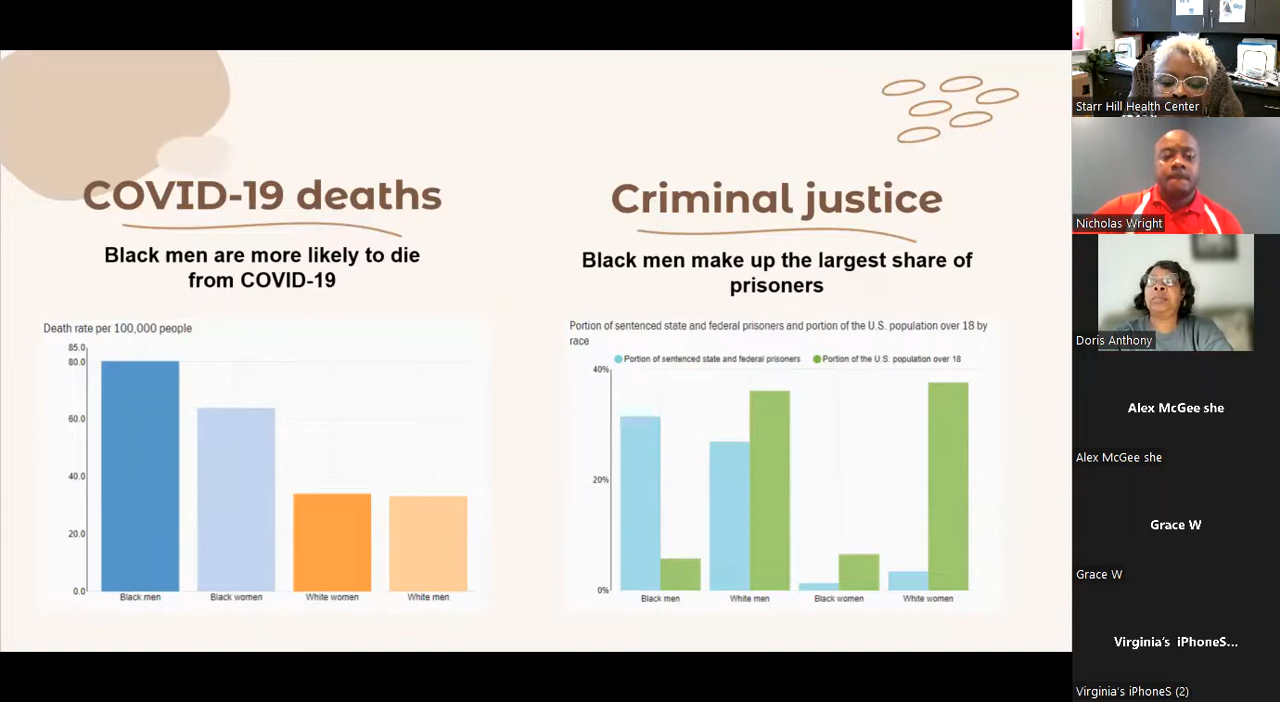 COVID-19 deaths
Black men are more likely to die
from COVID-19
Death rate per 100,000 people
85.0
80.0
60.0
40.0
20.0
0.0
Black men
Black women
White women
White men
Criminal justice
Black men make up the largest share of
prisoners
Portion of sentenced state and federal prisoners and portion of the U.S. population over 18 by
race
Portion of sentenced state and federal prisoners
Portion of the U.S. population over 18
40%
20%
0%
Black men
White men
Black women
White women
Starr Hill Health Center
Nicholas Wright
Doris Anthony
Alex McGee she
Alex McGee she
Grace W
Grace W
Virginia's iPhoneS...
Virginia's iPhoneS (2)